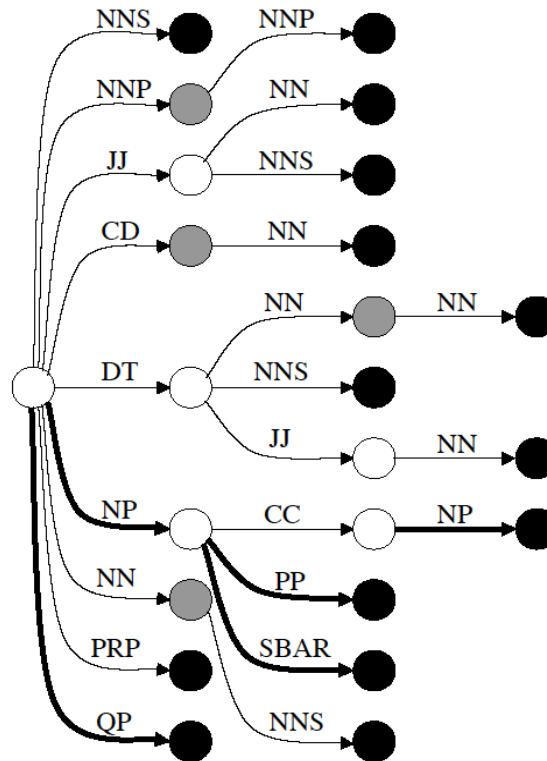 NNS NNP
NNP NN
JJ NNS
CD NN
NN NN
DT NNS
JJ NN
NP CC NP
NN PP
PRP SBAR
QP NNS